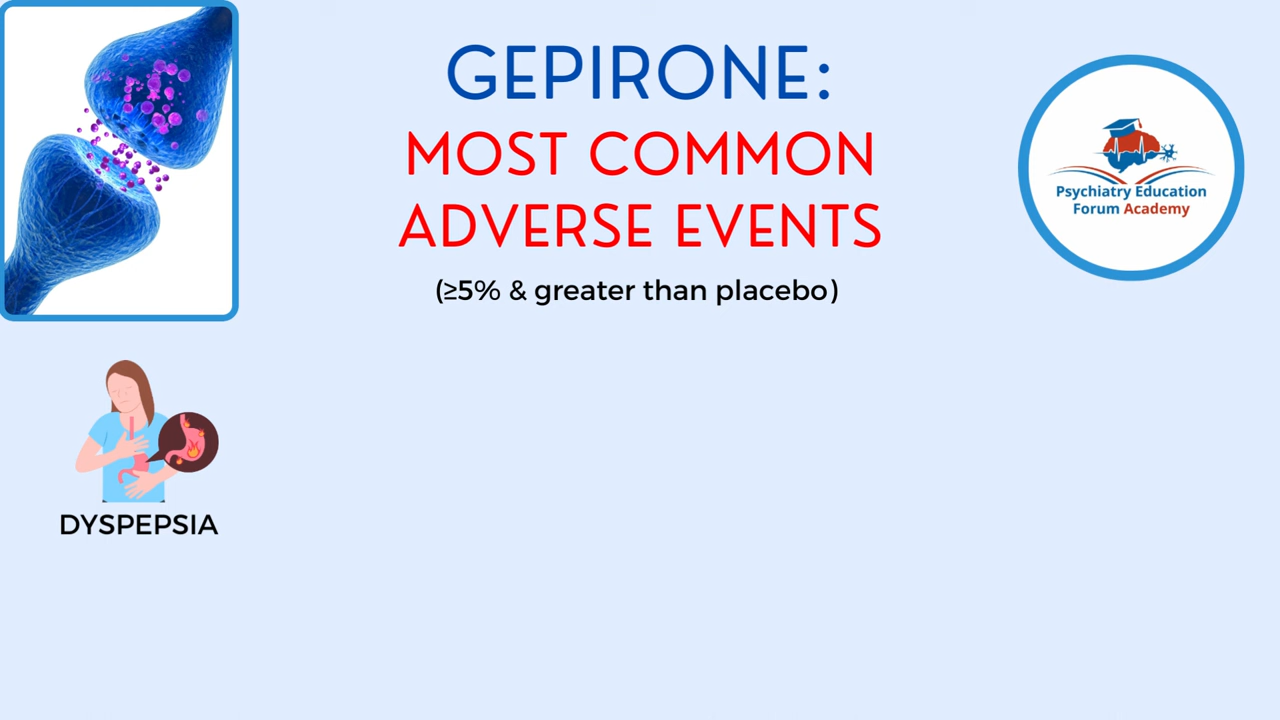 GEPIRONE:
MOST COMMON
ADVERSE EVENTS
(≥5% & greater than placebo)
Psychiatry Education
Forum Academy
DYSPEPSIA